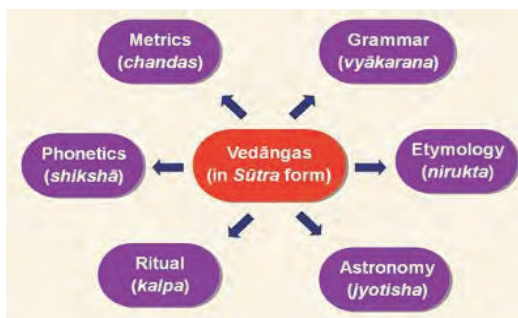 Metrics
(chandas)
Grammar
(vyākarana)
Phonetics
(shikshā)
Vedāngas
(in Sūtra form)
Etymology
(nirukta)
Ritual
(kalpa)
Astronomy
(jyotisha)